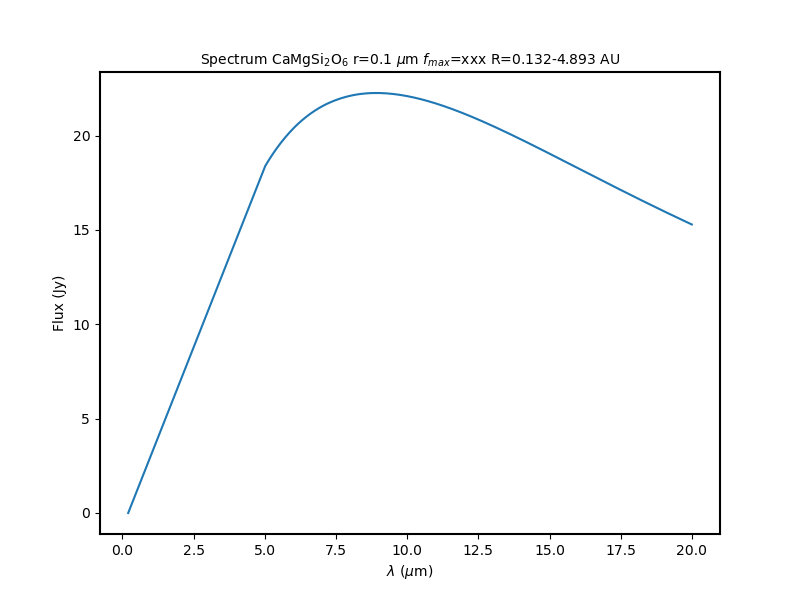 Spectrum CaMgSi₂O₆ r=0.1 μm f_max=xxx R=0.132-4.893 AU
20
15
10
5
0
Flux (Jy)
0.0 2.5 5.0 7.5 10.0 12.5 15.0 17.5 20.0
λ (μm)